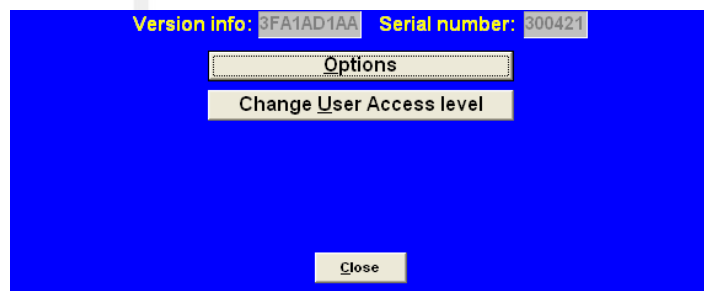 Version info: 3FA1AD1AA Serial number: 300421
Options
Change User Access level
Close